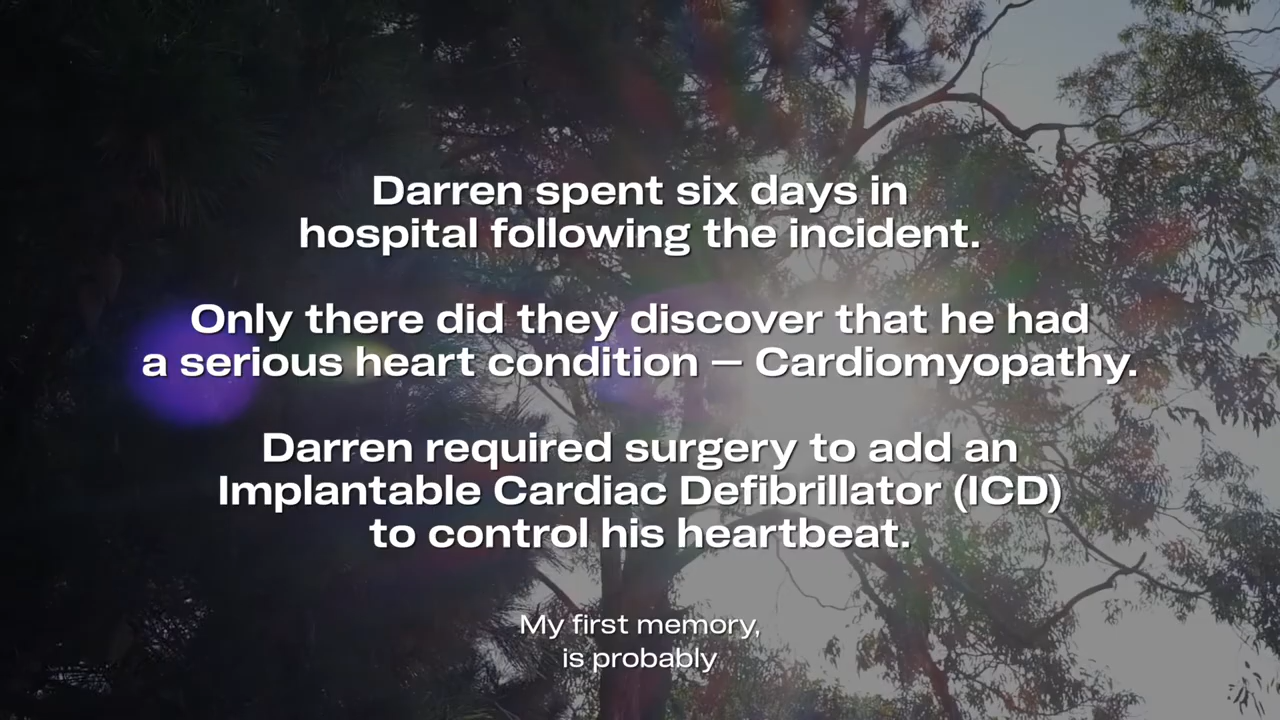 Darren spent six days in
hospital following the incident.
Only there did they discover that he had
a serious heart condition — Cardiomyopathy.
Darren required surgery to add an
Implantable Cardiac Defibrillator (ICD)
to control his heartbeat.
My first memory,
is probably